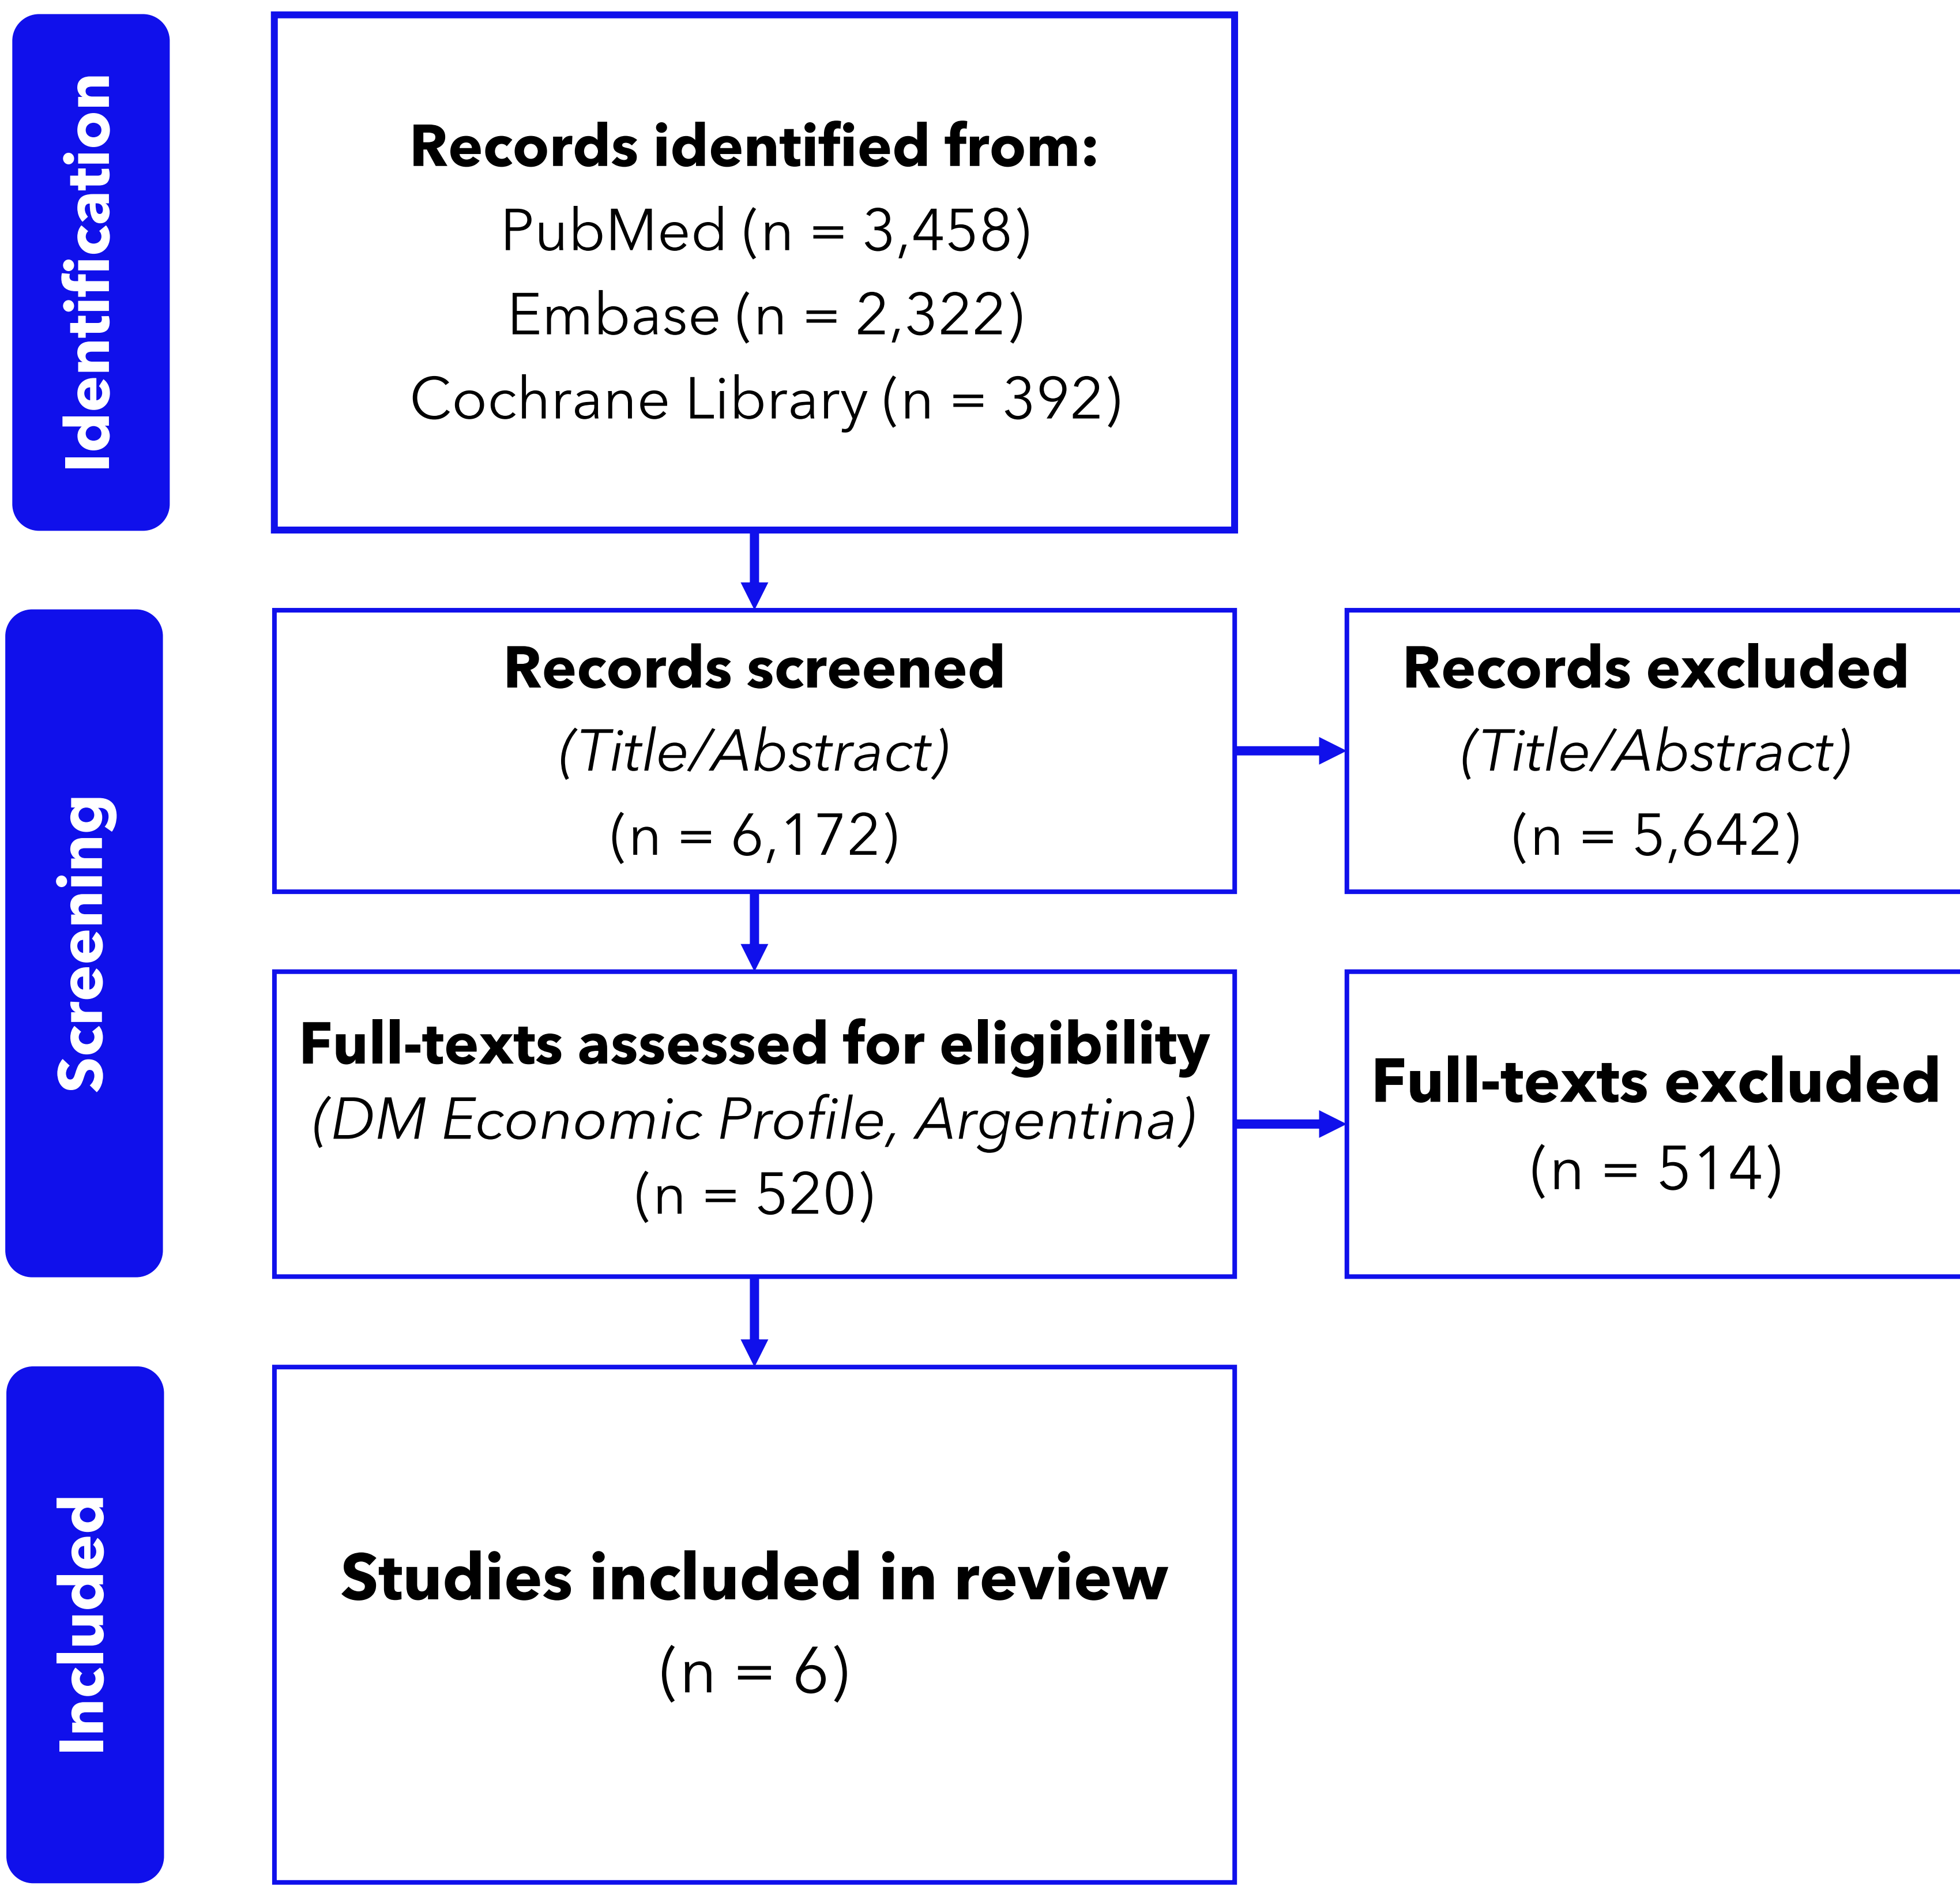 Identification
Records identified from:
PubMed (n = 3,458)
Embase (n = 2,322)
Cochrane Library (n = 392)
Screening
Records screened
(Title/Abstract)
(n = 6,172)
Records excluded
(Title/Abstract)
(n = 5,642)
Full-texts assessed for eligibility
(DM Economic Profile, Argentina)
(n = 520)
Full-texts excluded
(n = 514)
Included
Studies included in review
(n = 6)